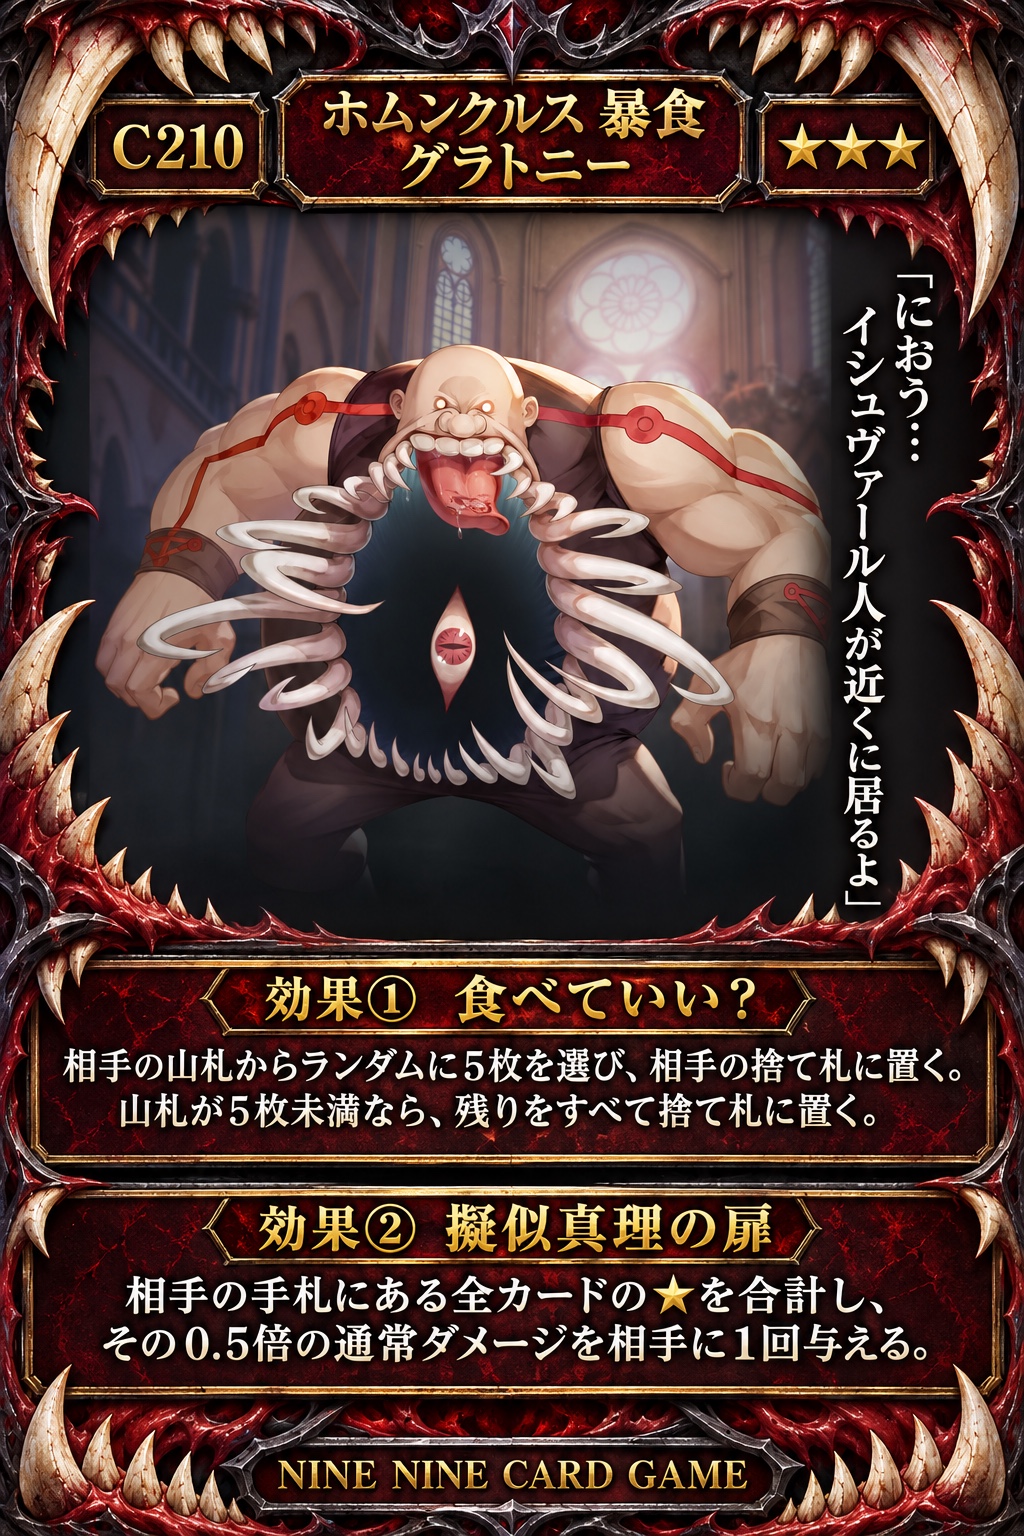 C210
ホムンクルス 暴食
グラトニー
★★★
「におう…
イシュヴァール人が近くに居るよ」
効果① 食べていい？
相手の山札からランダムに５枚を選び、相手の捨て札に置く。
山札が５枚未満なら、残りをすべて捨て札に置く。
効果② 擬似真理の扉
相手の手札にある全カードの★を合計し、
その0.5倍の通常ダメージを相手に１回与える。
NINE NINE CARD GAME